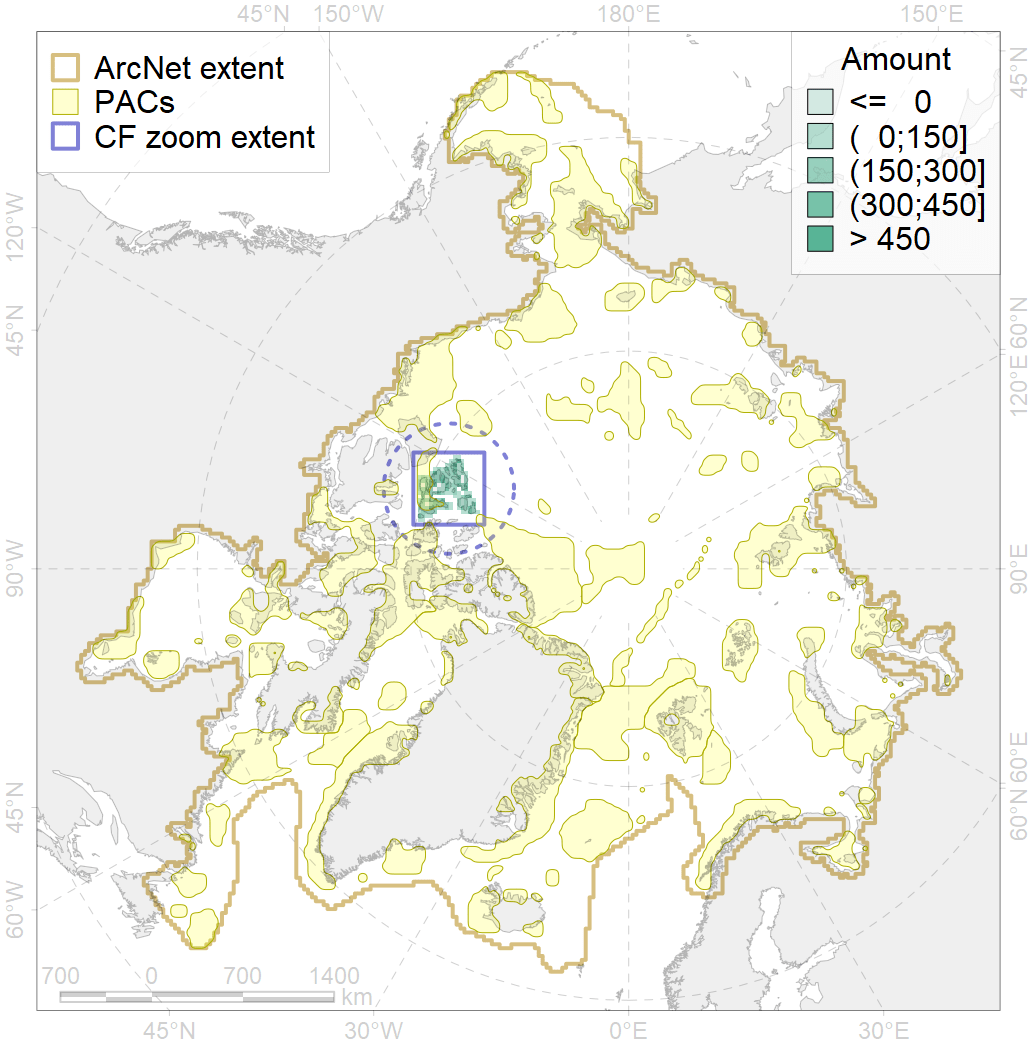 45°N 150°W 180°E 150°E
ArcNet extent
PACs
CF zoom extent
Amount
<= 0
( 0;150]
(150;300]
(300;450]
> 450
45°N
120°W
60°N
45°N
120°E
90°W
90°E
60°E
45°N
60°N
60°W
700 0 700 1400
km
45°N 30°W 0°E 30°E